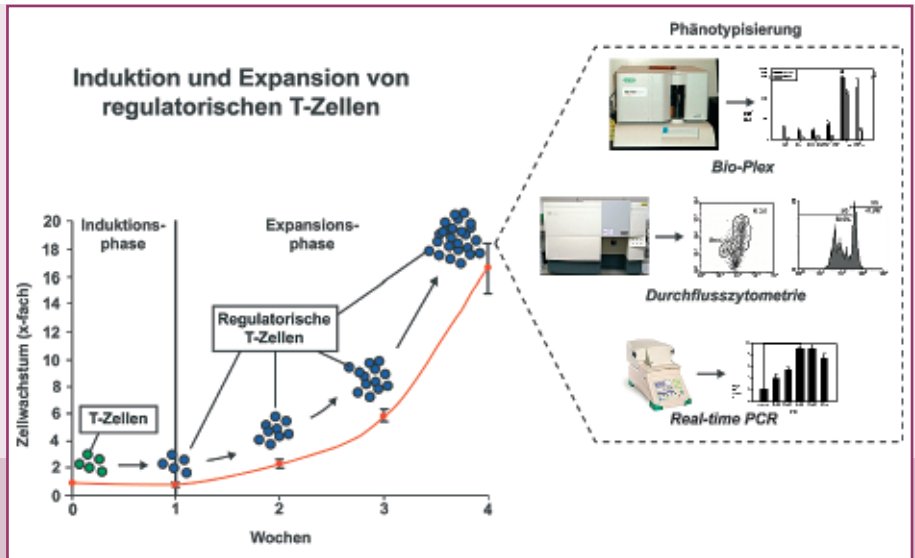 Phänotypisierung
Induktion und Expansion von
regulatorischen T-Zellen
Bio-Plex
Durchflusszytometrie
Real-time PCR
Zellwachstum (x-fach)
20
18
16
14
12
10
8
6
4
2
0
Induktions-
phase
Expansions-
phase
Regulatorische
T-Zellen
T-Zellen
0 1 2 3 4
Wochen